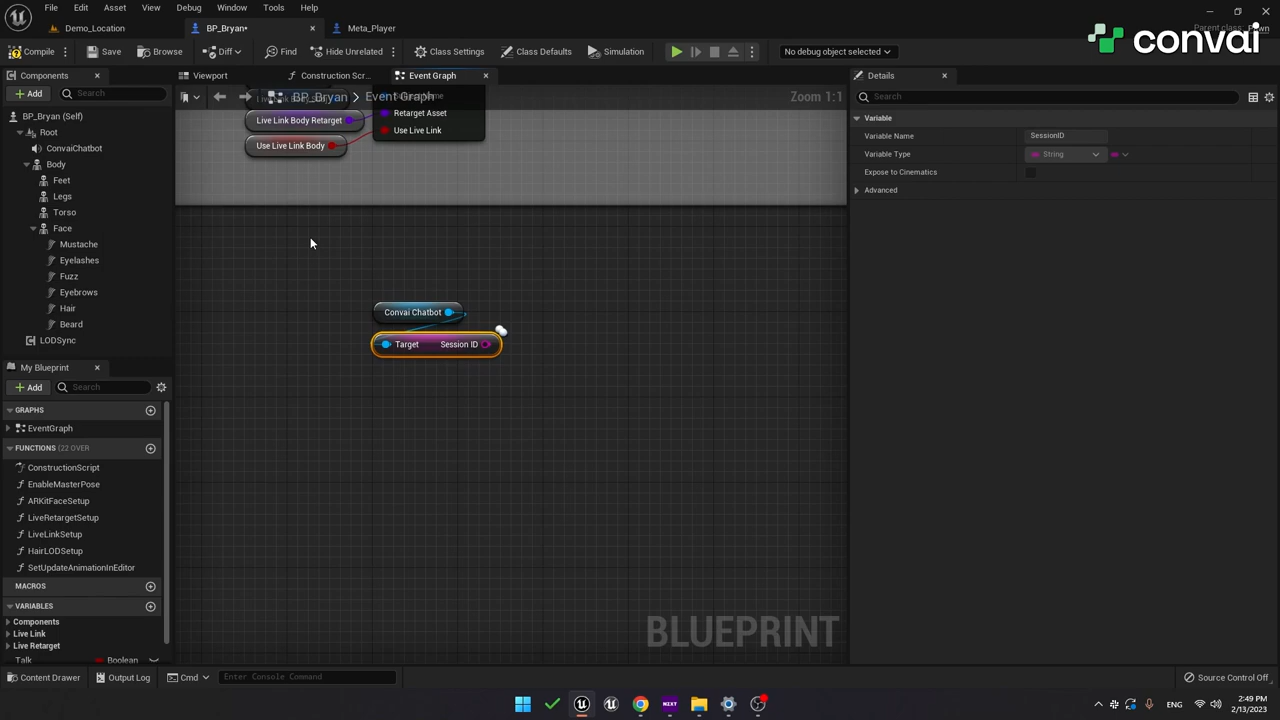 File Edit Asset View Debug Window Tools Help
Demo_Location
BP_Bryan*
Meta_Player
Parent class: Pawn
convai
Compile
Save
Browse
Diff
Find
Hide Unrelated
Class Settings
Class Defaults
Simulation
No debug object selected
Components
Viewport
Construction Scr...
Event Graph
Details
Add
Search
BP_Bryan > Event Graph
Zoom 1:1
Search
BP_Bryan (Self)
Root
ConvaiChatbot
Body
Feet
Legs
Torso
Face
Mustache
Eyelashes
Fuzz
Eyebrows
Hair
Beard
LODSync
Live Link Body Retarget
Retarget Asset
Use Live Link Body
Use Live Link
Convai Chatbot
Target Session ID
Variable
Variable Name SessionID
Variable Type String
Expose to Cinematics
Advanced
My Blueprint
Add
Search
GRAPHS
EventGraph
FUNCTIONS (22 OVER
ConstructionScript
EnableMasterPose
ARKitFaceSetup
LiveRetargetSetup
LiveLinkSetup
HairLODSetup
SetUpdateAnimationInEditor
MACROS
VARIABLES
Components
Live Link
Live Retarget
Talk Boolean
BLUEPRINT
Content Drawer
Output Log
Cmd
Enter Console Command
Source Control Off
ENG
2:49 PM
2/13/2023